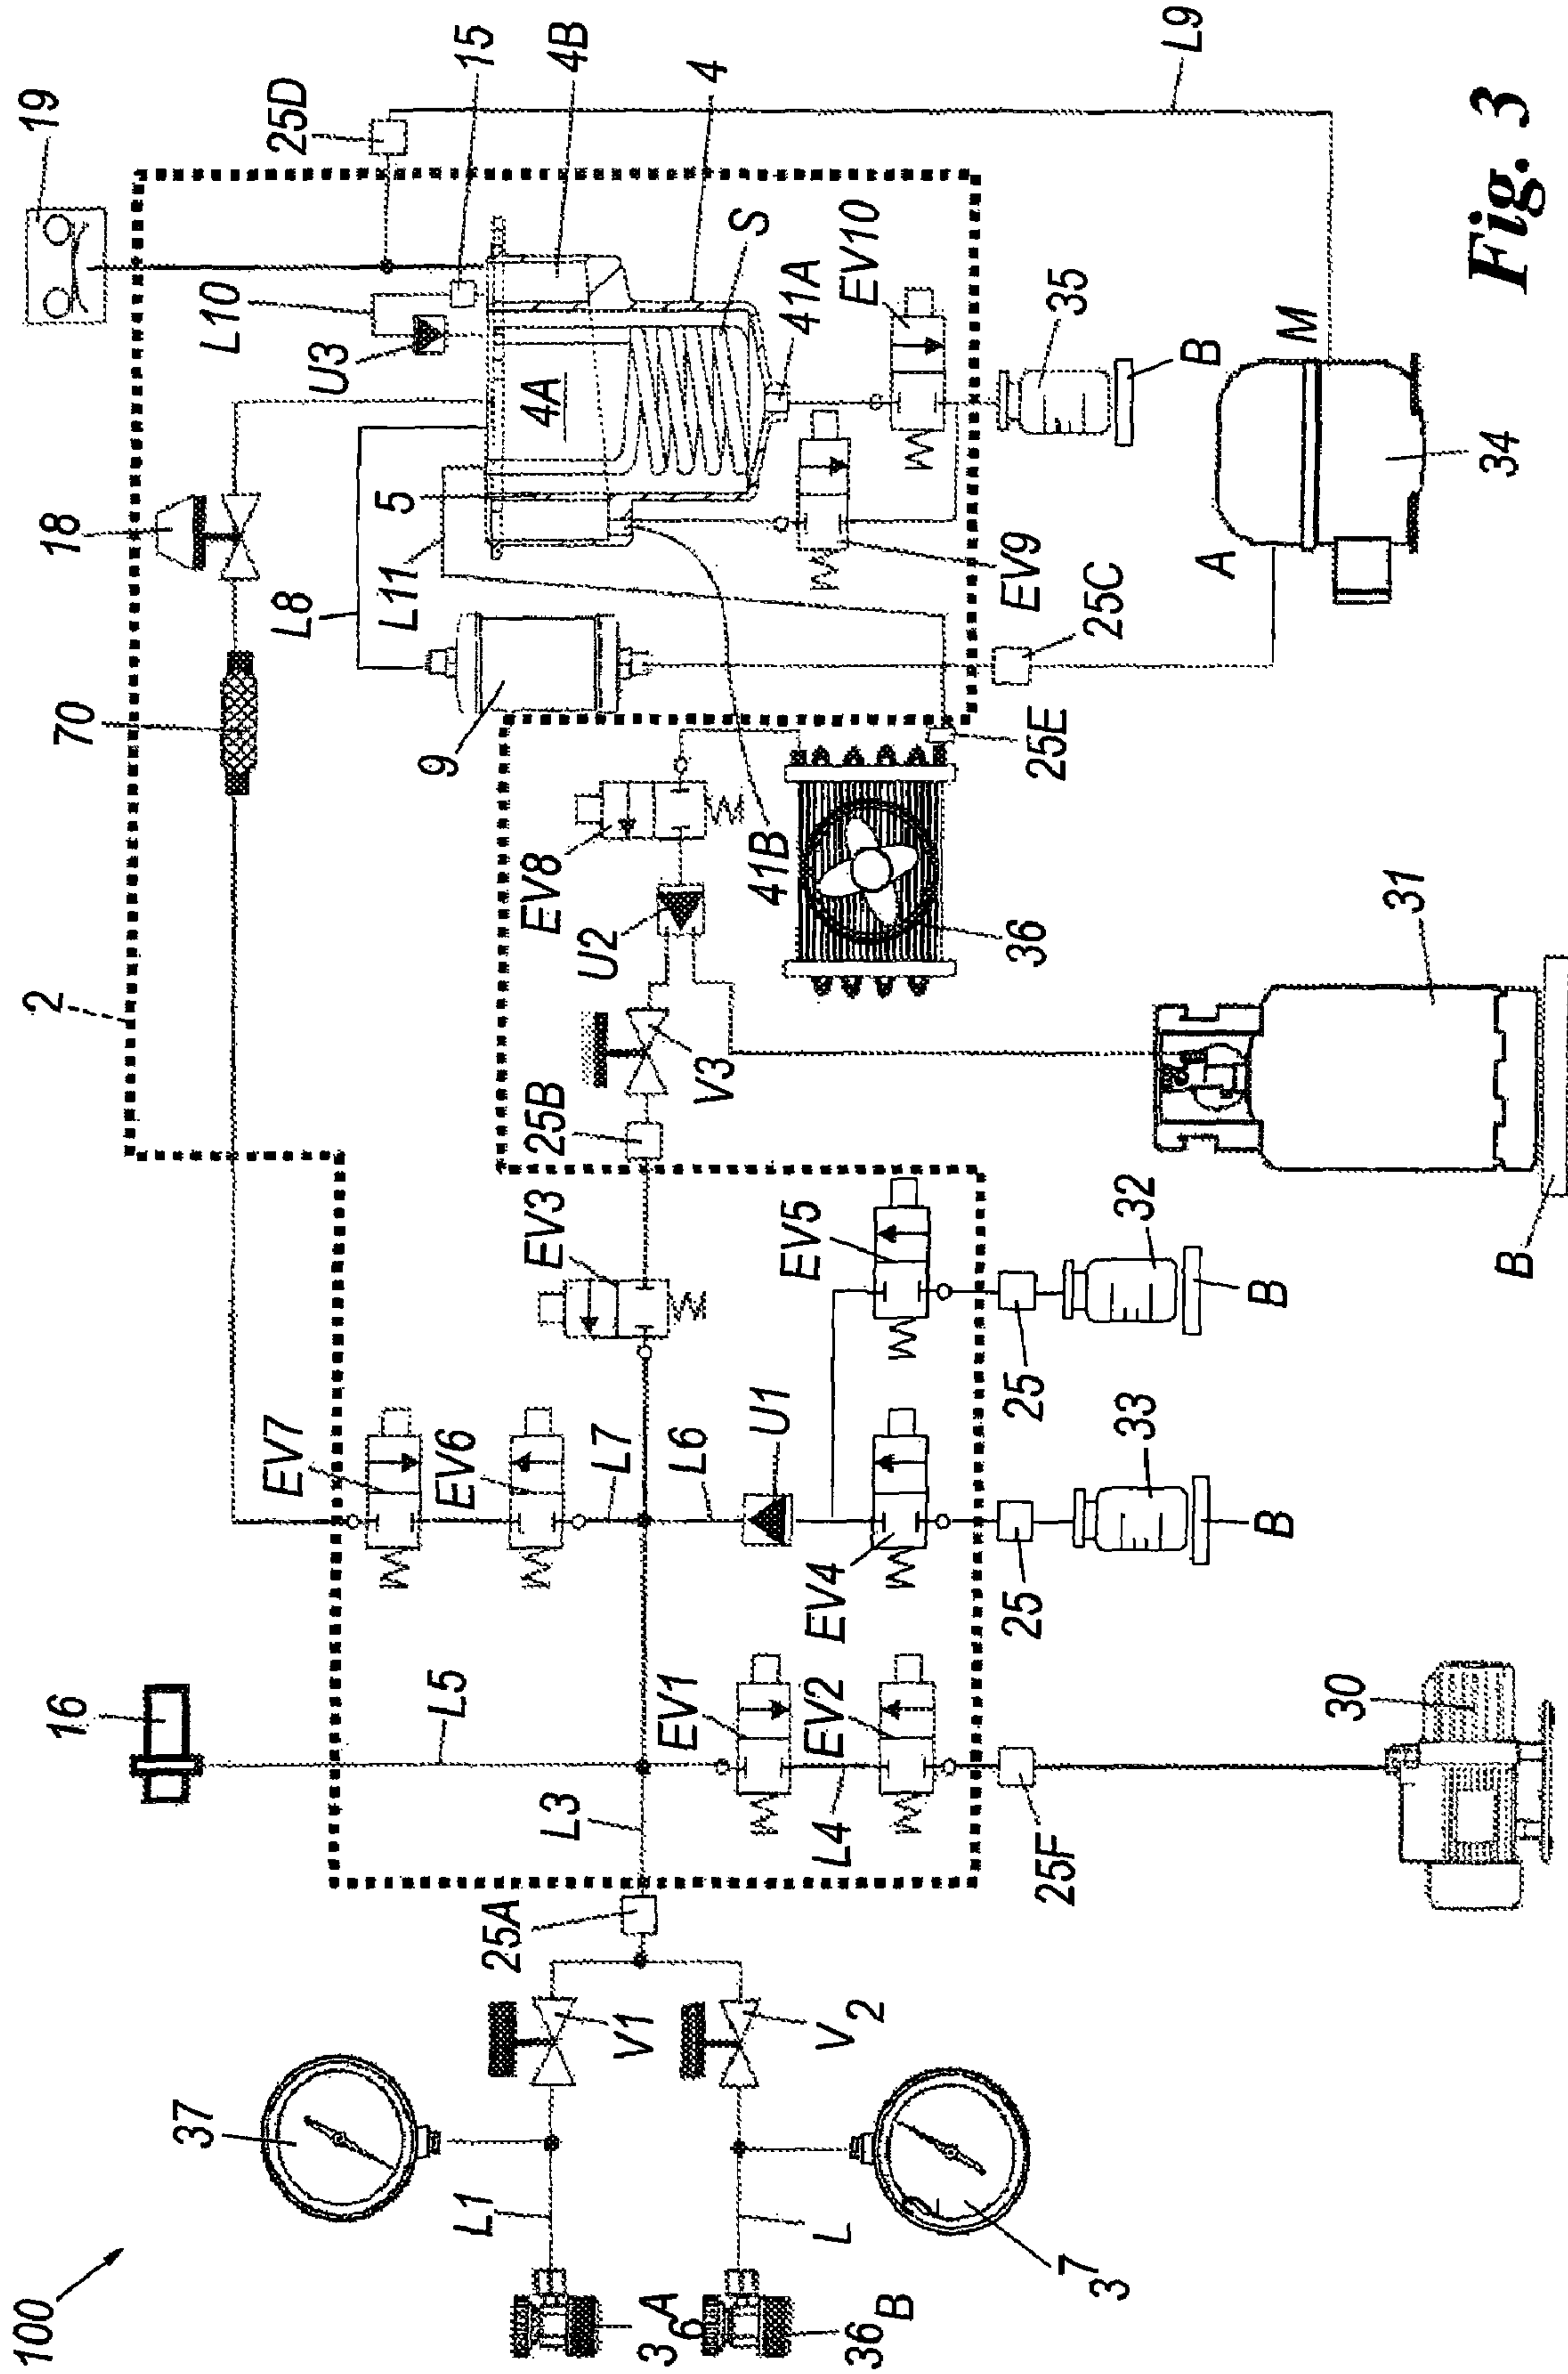 100
36A
36B
L1
L
37
37
V1
V2
25A
L3
16
L5
EV1
L4
EV2
25F
30
EV7
EV6
L7
L6
U1
EV4
25
33
B
EV5
25
32
B
EV3
25B
V3
U2
EV8
31
B
2
70
18
9
L8
L11
5
41B
36
25E
25C
EV9
A
34
M
19
L10
U3
4A
15
4B
4
S
41A
EV10
35
B
25D
L9
Fig. 3